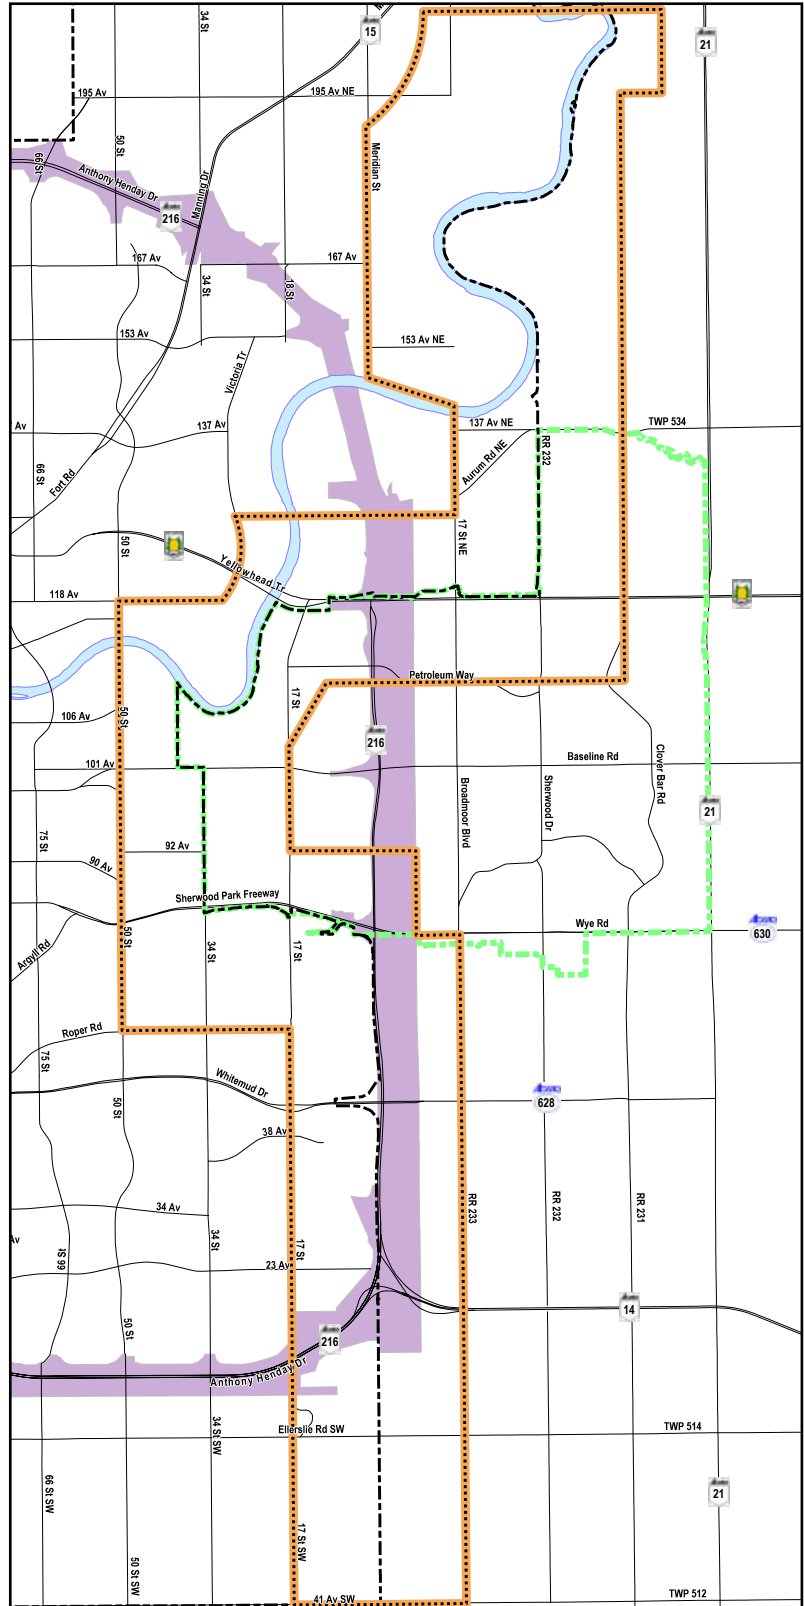 34 St
15
21
195 Av
195 Av NE
50 St
66 St
Anthony Henday Dr
216
Manning Dr
Meridian St
167 Av
167 Av
34 St
18 St
153 Av
153 Av NE
Victoria Tr
Av
137 Av
137 Av NE
TWP 534
RR 232
Aurum Rd NE
66 St
Fort Rd
50 St
17 St NE
Yellowhead Tr
118 Av
Petroleum Way
17 St
106 Av
50 St
216
101 Av
Baseline Rd
Clover Bar Rd
Broadmoor Blvd
Sherwood Dr
21
75 St
92 Av
90 Av
Sherwood Park Freeway
Wye Rd
630
Argyll Rd
50 St
34 St
17 St
Roper Rd
75 St
Whitemud Dr
50 St
628
38 Av
34 Av
RR 233
RR 232
RR 231
34 St
17 St
Av
66 St
23 Av
14
50 St
216
Anthony Henday Dr
34 St SW
Ellerslie Rd SW
TWP 514
66 St SW
21
17 St SW
50 St SW
41 Av SW
TWP 512